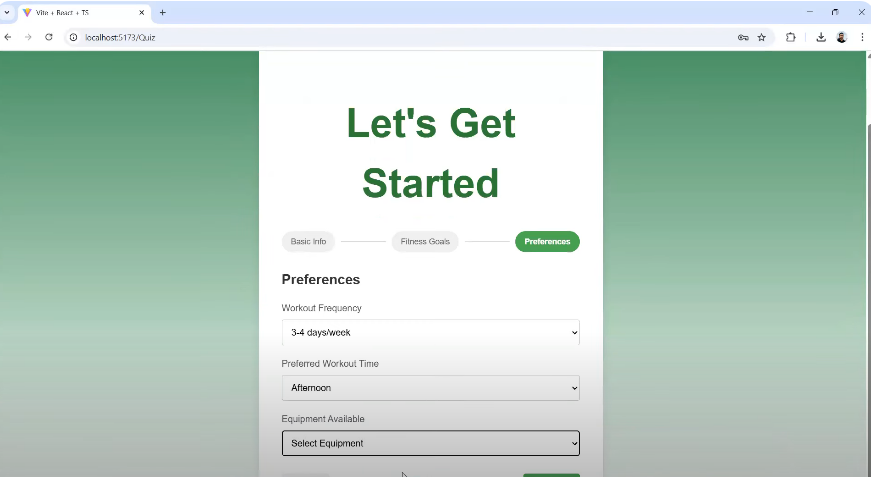 Vite + React + TS
localhost:5173/Quiz
Let's Get
Started
Basic Info
Fitness Goals
Preferences
Preferences
Workout Frequency
3-4 days/week
Preferred Workout Time
Afternoon
Equipment Available
Select Equipment